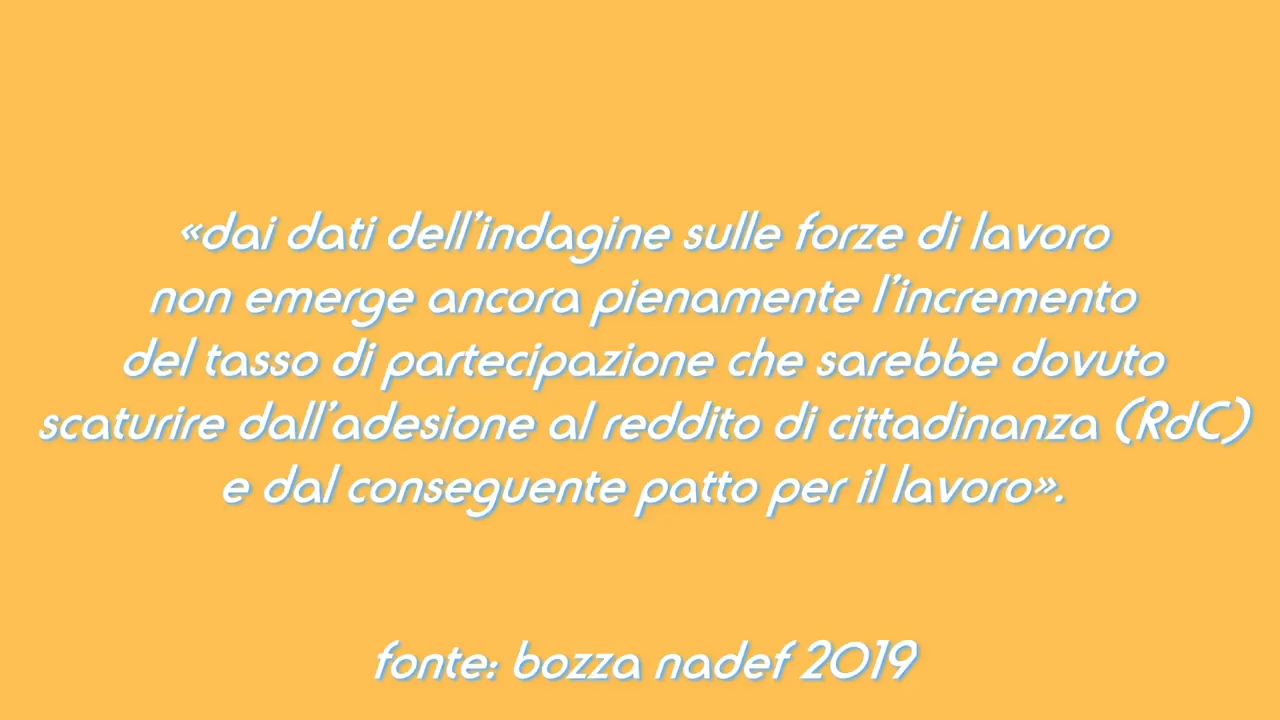 «dai dati dell'indagine sulle forze di lavoro
non emerge ancora pienamente l'incremento
del tasso di partecipazione che sarebbe dovuto
scaturire dall'adesione al reddito di cittadinanza (RdC)
e dal conseguente patto per il lavoro».
fonte: bozza nadef 2019